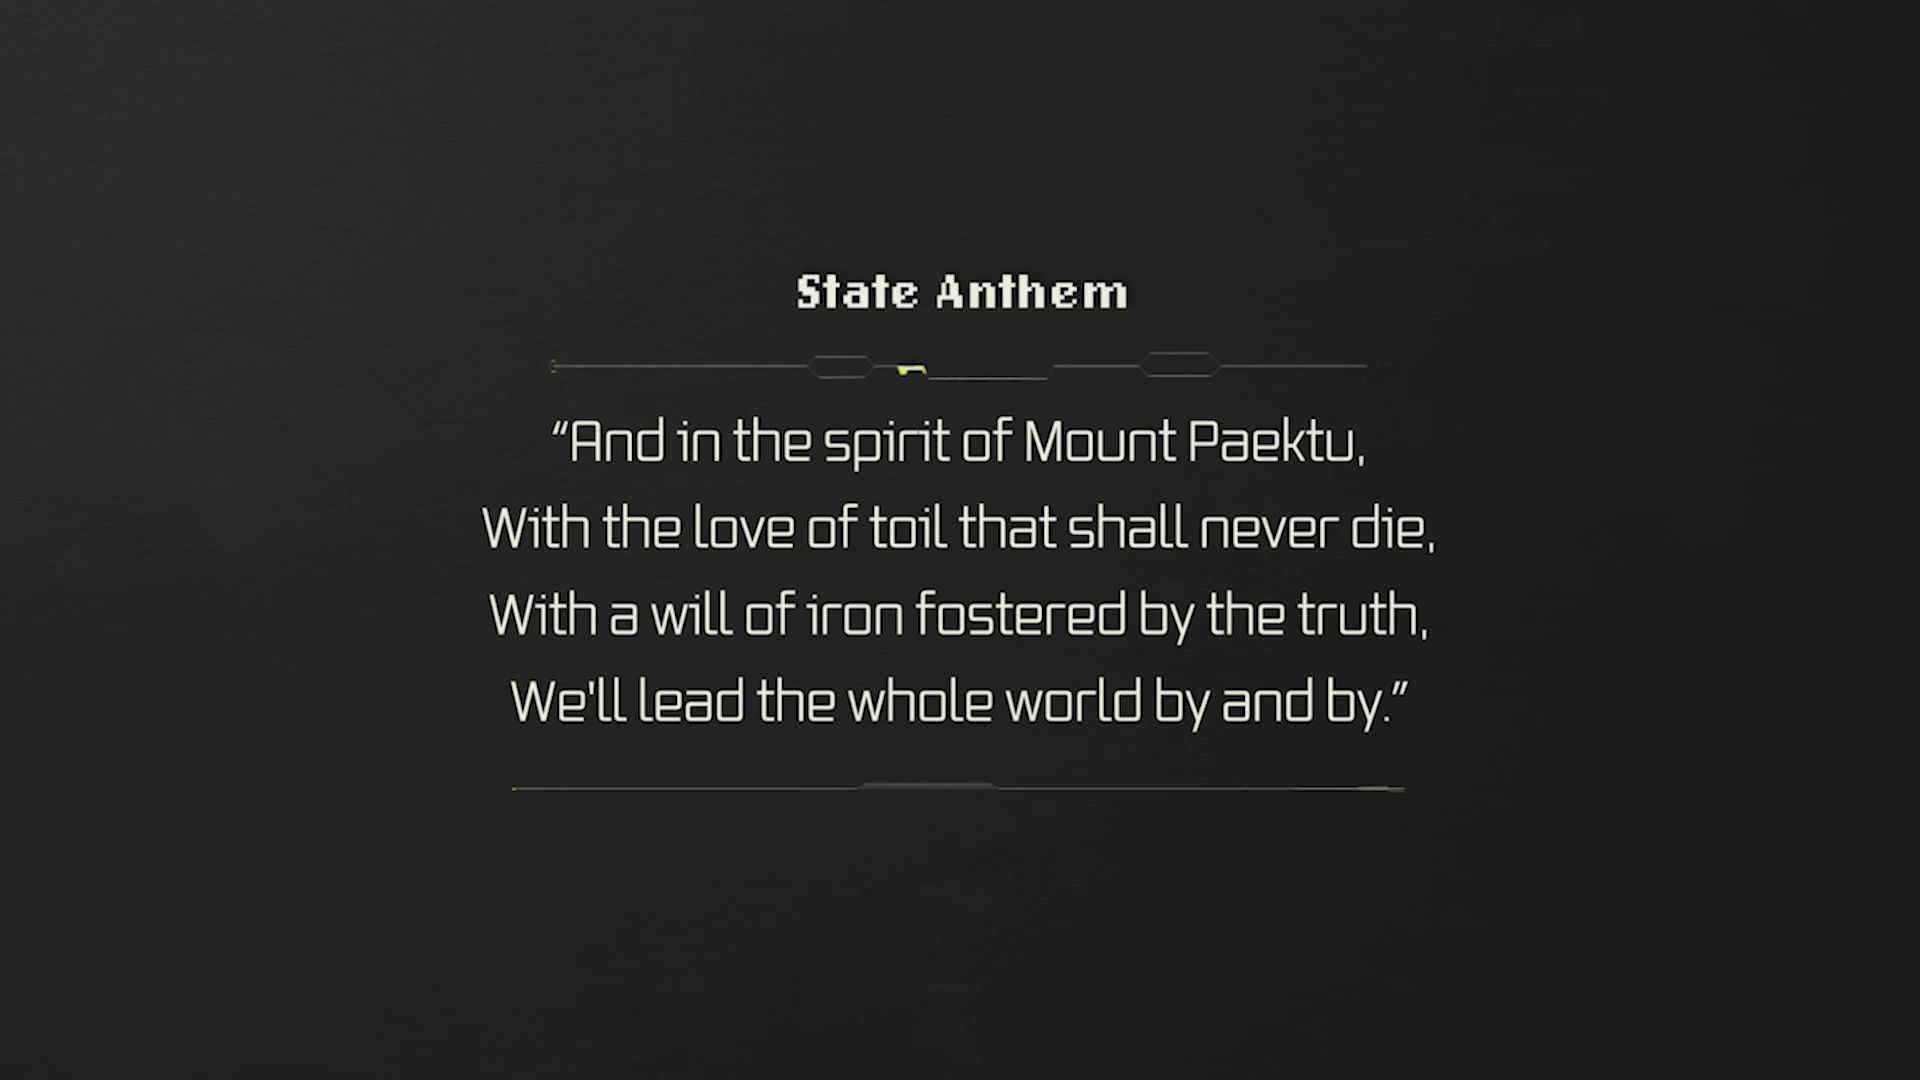 State Anthem
“And in the spirit of Mount Paektu,
With the love of toil that shall never die,
With a will of iron fostered by the truth,
We'll lead the whole world by and by.”